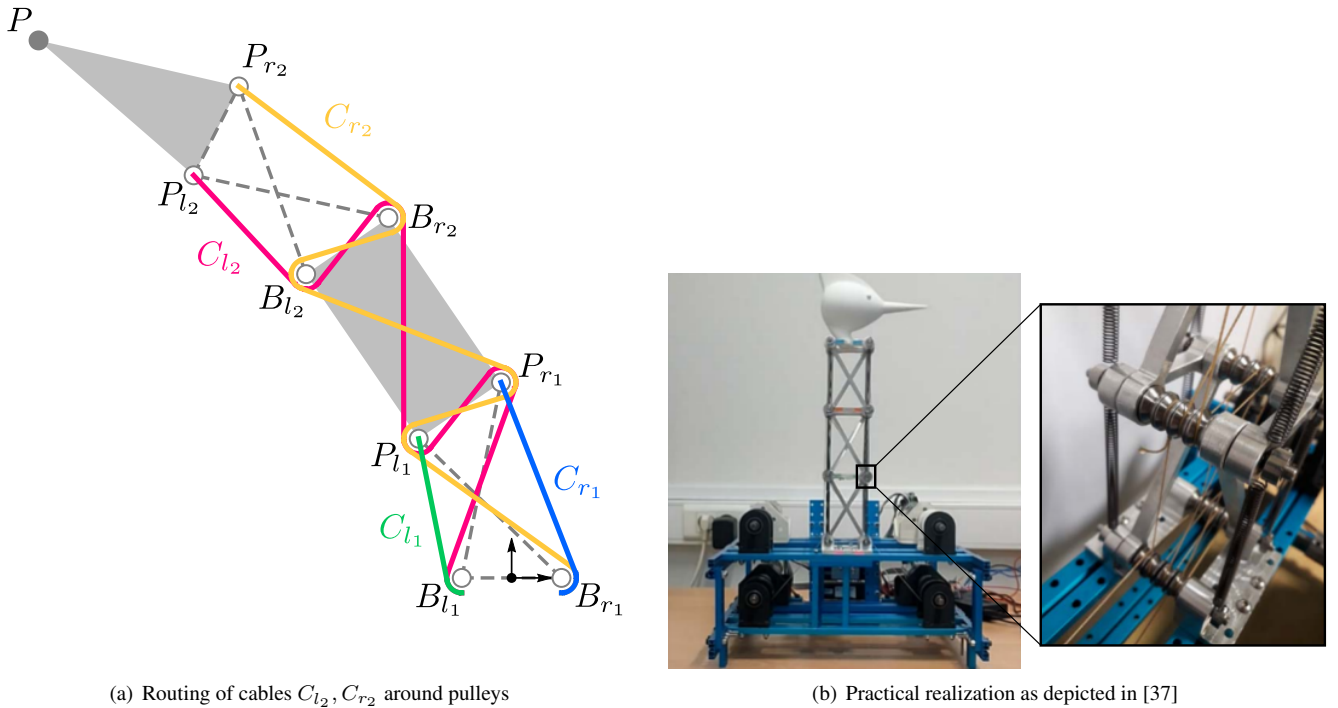 P
P_{r_2}
C_{r_2}
P_{l_2}
B_{r_2}
C_{l_2}
B_{l_2}
P_{r_1}
P_{l_1}
C_{r_1}
C_{l_1}
B_{l_1}
B_{r_1}
(a) Routing of cables C_{l_2}, C_{r_2} around pulleys
(b) Practical realization as depicted in [37]